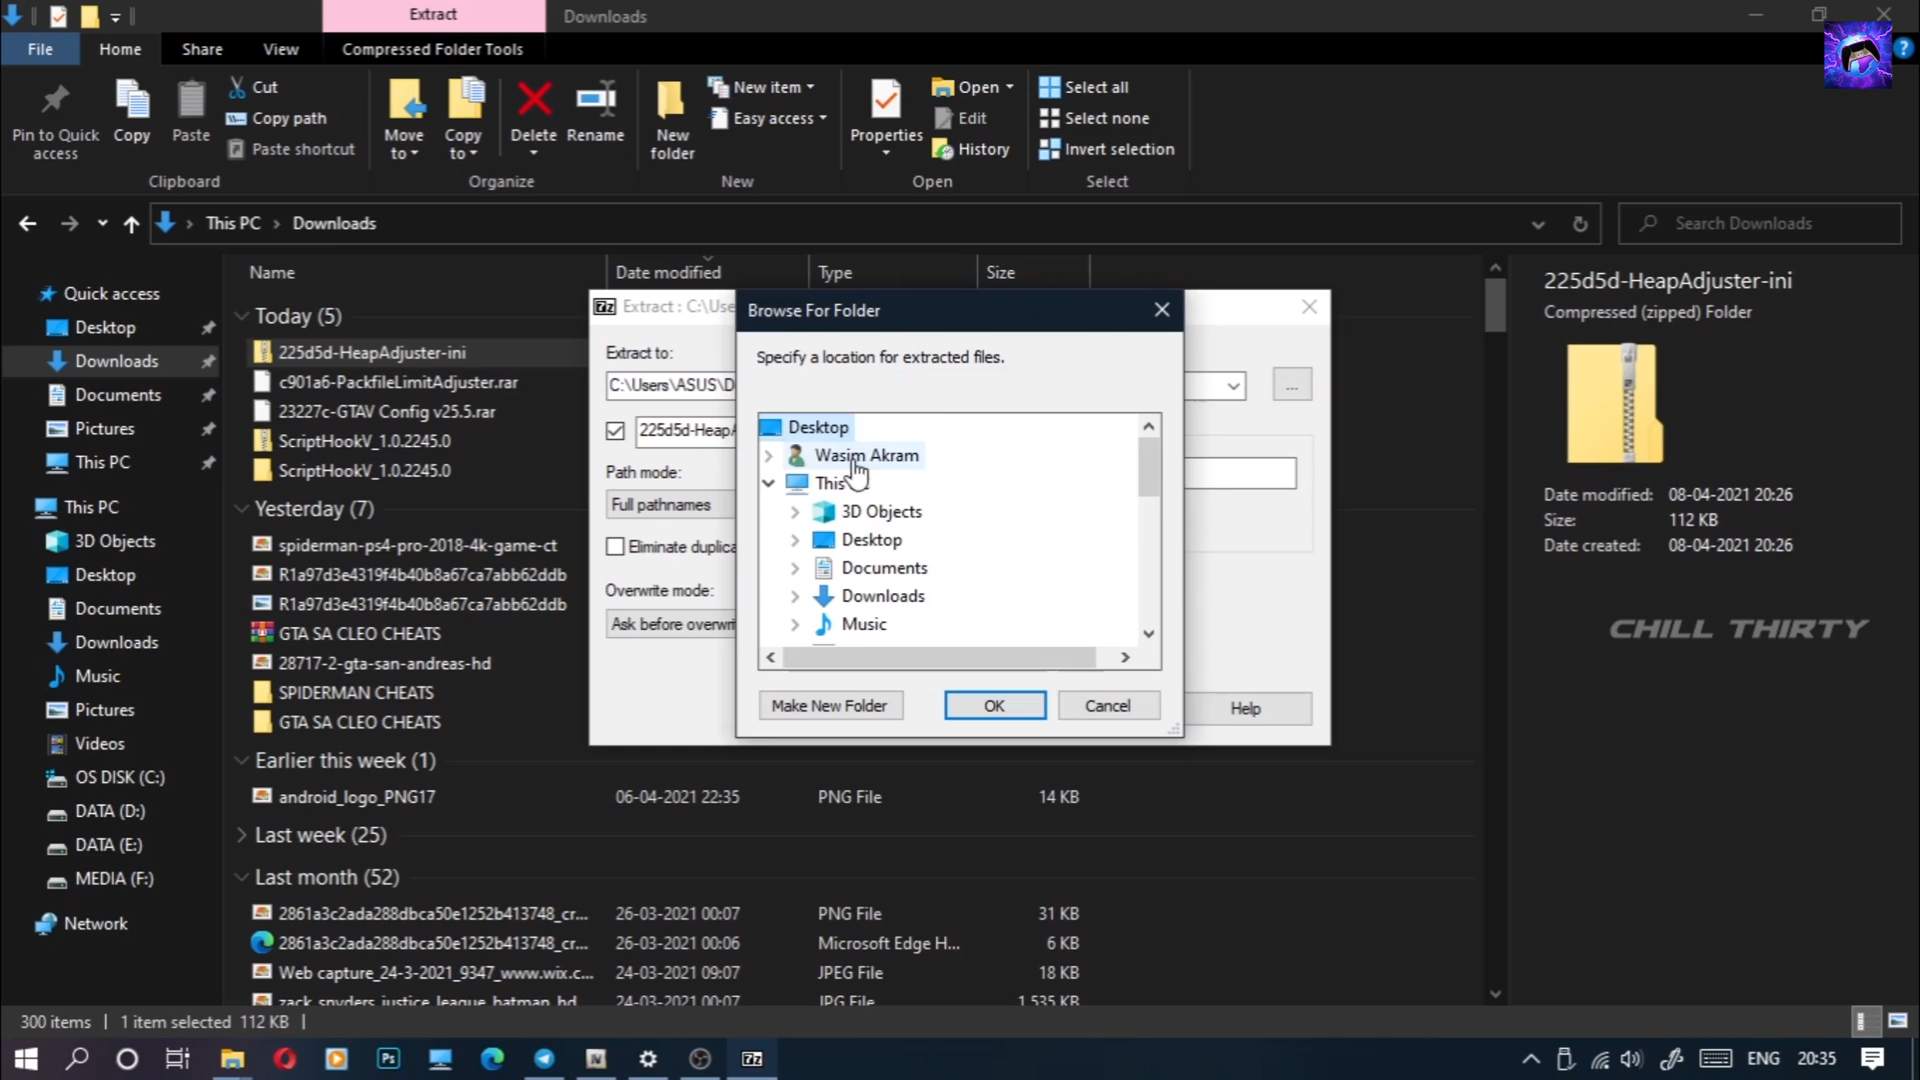 Extract
Downloads
File
Home
Share
View
Compressed Folder Tools
Pin to Quick access
Copy
Paste
Cut
Copy path
Paste shortcut
Clipboard
Move to
Copy to
Delete
Rename
Organize
New folder
New item
Easy access
New
Properties
Open
Edit
History
Open
Select all
Select none
Invert selection
Select
This PC
Downloads
Search Downloads
Quick access
Desktop
Downloads
Documents
Pictures
This PC
This PC
3D Objects
Desktop
Documents
Downloads
Music
Pictures
Videos
OS DISK (C:)
DATA (D:)
DATA (E:)
MEDIA (F:)
Network
Name
Date modified
Type
Size
Today (5)
225d5d-HeapAdjuster-ini
c901a6-PackfileLimitAdjuster.rar
23227c-GTAV Config v25.5.rar
ScriptHookV_1.0.2245.0
ScriptHookV_1.0.2245.0
Yesterday (7)
spiderman-ps4-pro-2018-4k-game-ct
R1a97d3e4319f4b40b8a67ca7abb62ddb
R1a97d3e4319f4b40b8a67ca7abb62ddb
GTA SA CLEO CHEATS
28717-2-gta-san-andreas-hd
SPIDERMAN CHEATS
GTA SA CLEO CHEATS
Earlier this week (1)
android_logo_PNG17 06-04-2021 22:35 PNG File 14 KB
Last week (25)
Last month (52)
2861a3c2ada288dbca50e1252b413748_cr... 26-03-2021 00:07 PNG File 31 KB
2861a3c2ada288dbca50e1252b413748_cr... 26-03-2021 00:06 Microsoft Edge H... 6 KB
Web capture_24-3-2021_9347_www.wix.c... 24-03-2021 09:07 JPEG File 18 KB
zack_snyders_justice_league_batman_hd 24-03-2021 00:07 JPG File 1,535 KB
7z Extract : C:\Use
Extract to:
C:\Users\ASUS\D
...
225d5d-HeapA
Path mode:
Full pathnames
Eliminate duplica
Overwrite mode:
Ask before overwri
Help
Browse For Folder
Specify a location for extracted files.
Desktop
Wasim Akram
This
3D Objects
Desktop
Documents
Downloads
Music
Make New Folder
OK
Cancel
225d5d-HeapAdjuster-ini
Compressed (zipped) Folder
Date modified: 08-04-2021 20:26
Size: 112 KB
Date created: 08-04-2021 20:26
CHILL THIRTY
300 items
1 item selected 112 KB
Ps
IV
7z
ENG
20:35